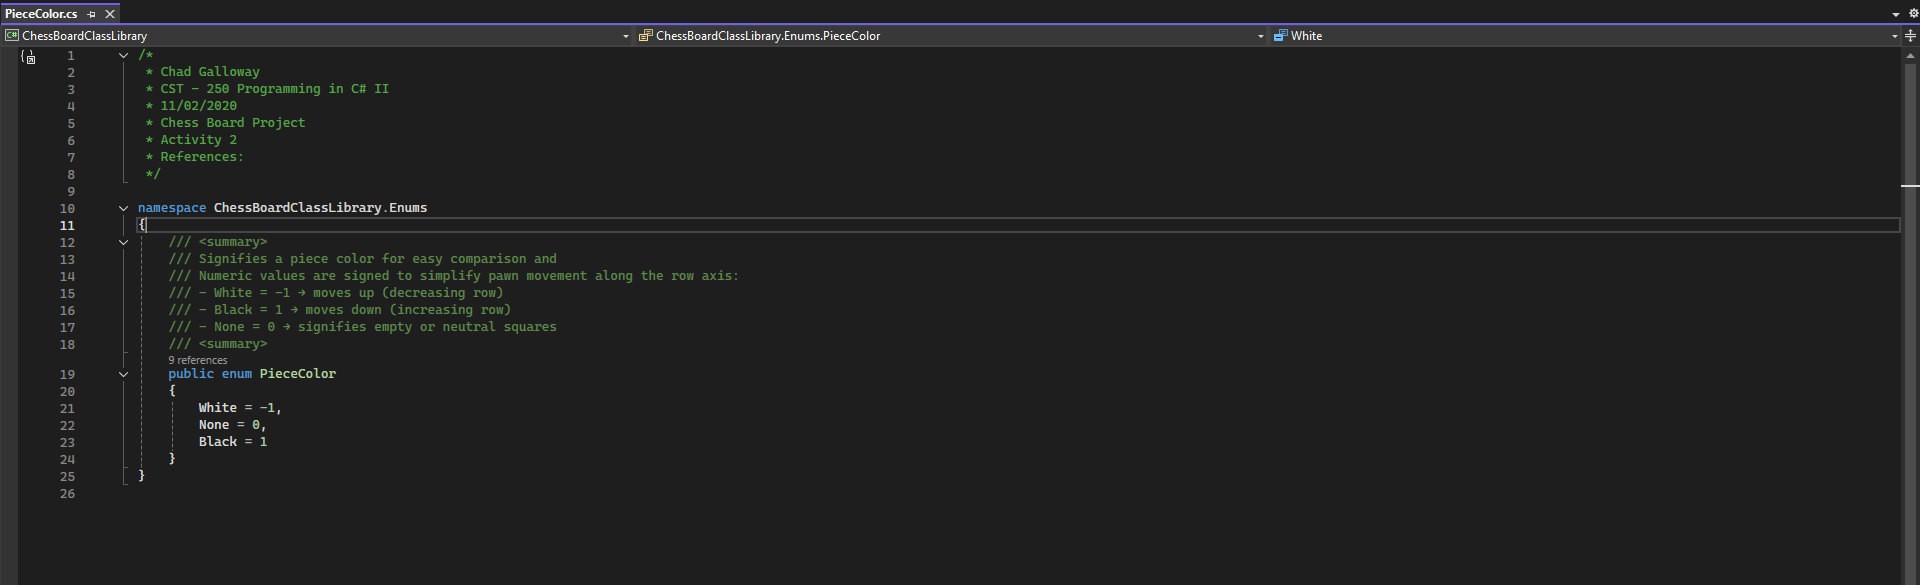 PieceColor.cs
ChessBoardClassLibrary
ChessBoardClassLibrary.Enums.PieceColor
White
1 /*
2 * Chad Galloway
3 * CST - 250 Programming in C# II
4 * 11/02/2020
5 * Chess Board Project
6 * Activity 2
7 * References:
8 */
9
10 namespace ChessBoardClassLibrary.Enums
11 {
12 /// <summary>
13 /// Signifies a piece color for easy comparison and
14 /// Numeric values are signed to simplify pawn movement along the row axis:
15 /// - White = -1 → moves up (decreasing row)
16 /// - Black = 1 → moves down (increasing row)
17 /// - None = 0 → signifies empty or neutral squares
18 /// <summary>
9 references
19 public enum PieceColor
20 {
21 White = -1,
22 None = 0,
23 Black = 1
24 }
25 }
26